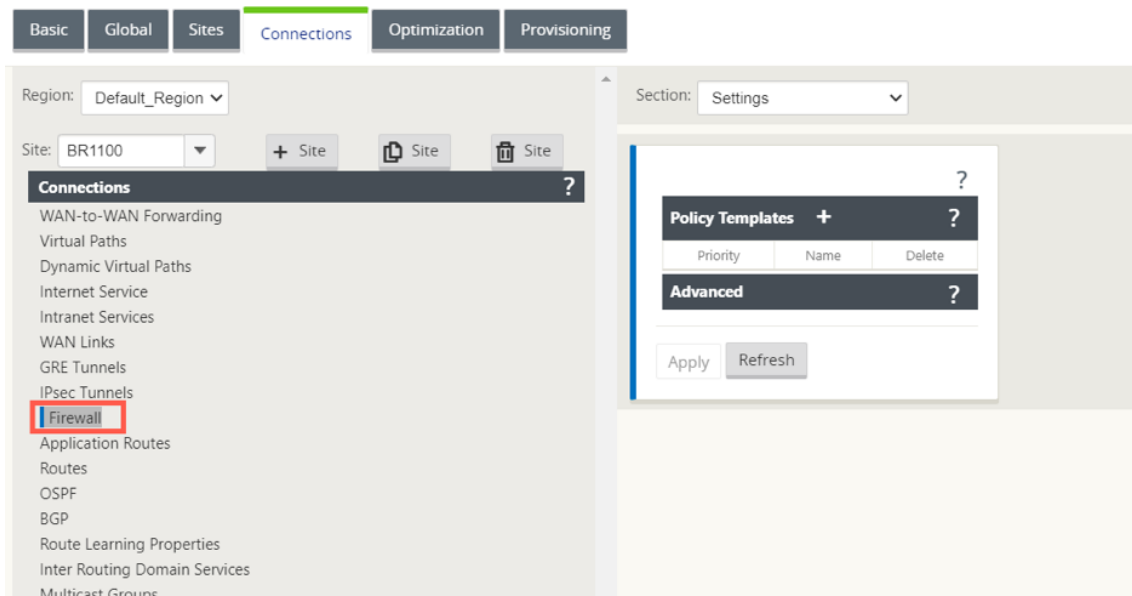 Basic Global Sites Connections Optimization Provisioning
Region: Default_Region
Site: BR1100 + Site Site Site
Connections ?
WAN-to-WAN Forwarding
Virtual Paths
Dynamic Virtual Paths
Internet Service
Intranet Services
WAN Links
GRE Tunnels
IPsec Tunnels
Firewall
Application Routes
Routes
OSPF
BGP
Route Learning Properties
Inter Routing Domain Services
Multicast Groups
Section: Settings
?
Policy Templates + ?
Priority Name Delete
Advanced ?
Apply Refresh